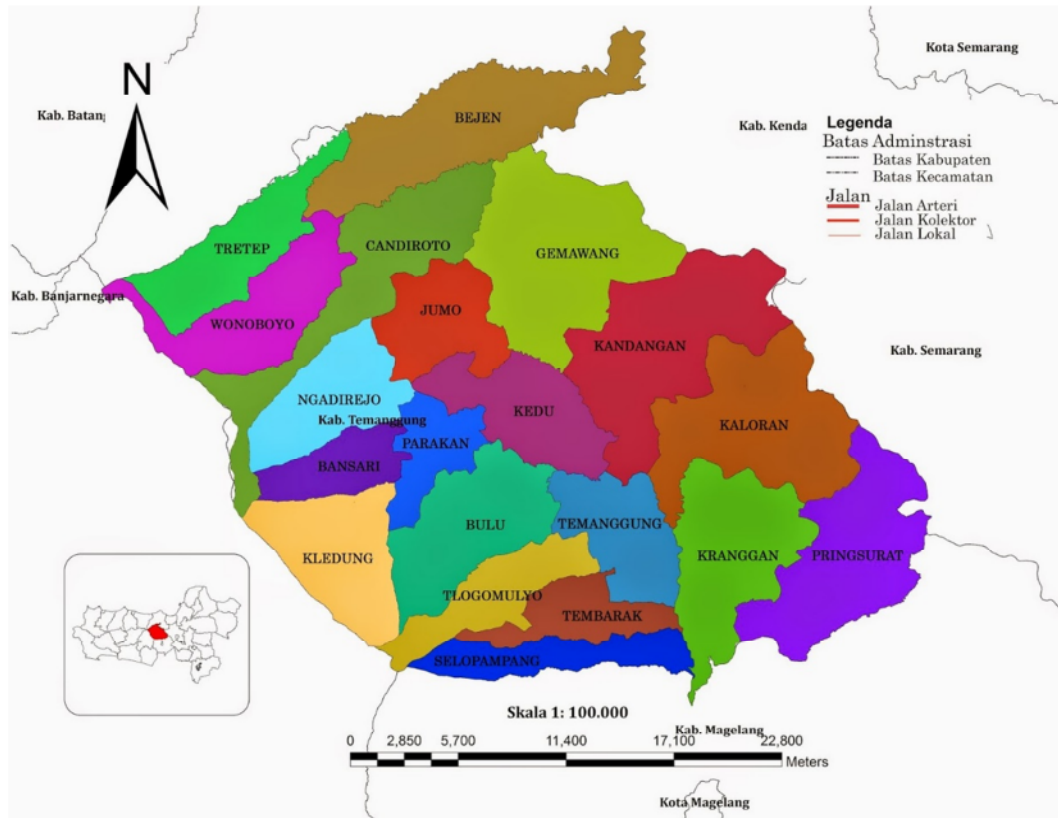 Kota Semarang
N
Kab. Batan
Kab. Kenda
Legenda
Batas Adminstrasi
Batas Kabupaten
Batas Kecamatan
Jalan
Jalan Arteri
Jalan Kolektor
Jalan Lokal
BEJEN
TRETEP
CANDIROTO
GEMAWANG
Kab. Banjarnegara
WONOBOYO
JUMO
KANDANGAN
Kab. Semarang
NGADIREJO
Kab. Temanggung
KEDU
KALORAN
PARAKAN
BANSARI
BULU
TEMANGGUNG
KLEDUNG
KRANGGAN
PRINGSURAT
TLOGOMULYO
TEMBARAK
SELOPAMPANG
Skala 1: 100.000
Kab. Magelang
0 2,850 5,700 11,400 17,100 22,800
Meters
Kota Magelang